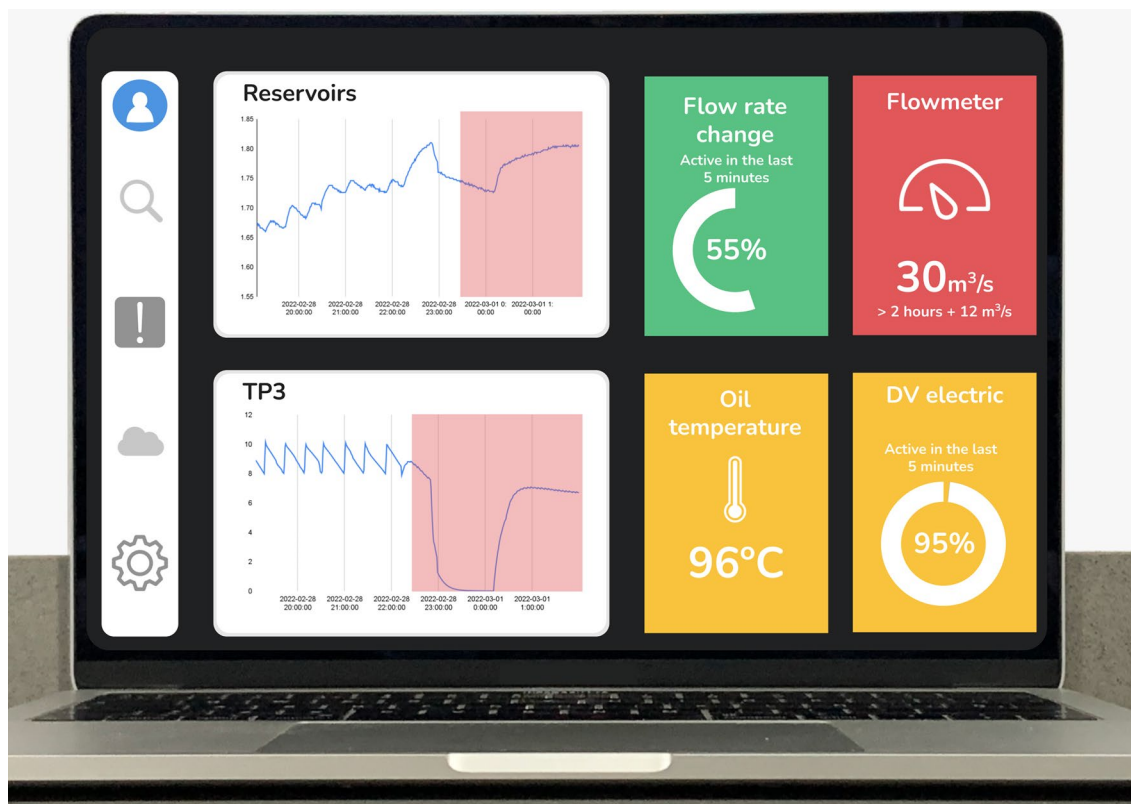 Reservoirs
1.85
1.80
1.75
1.70
1.65
1.60
1.55
2022-02-28 2022-02-28 2022-02-28 2022-02-28 2022-03-01 0: 2022-03-01 1:
20:00:00 21:00:00 22:00:00 23:00:00 00:00 00:00
Flow rate
change
Active in the last
5 minutes
55%
Flowmeter
30m³/s
> 2 hours + 12 m³/s
TP3
12
10
8
6
4
2
0
2022-02-28 2022-02-28 2022-02-28 2022-02-28 2022-03-01 2022-03-01
20:00:00 21:00:00 22:00:00 23:00:00 0:00:00 1:00:00
Oil
temperature
96ºC
DV electric
Active in the last
5 minutes
95%